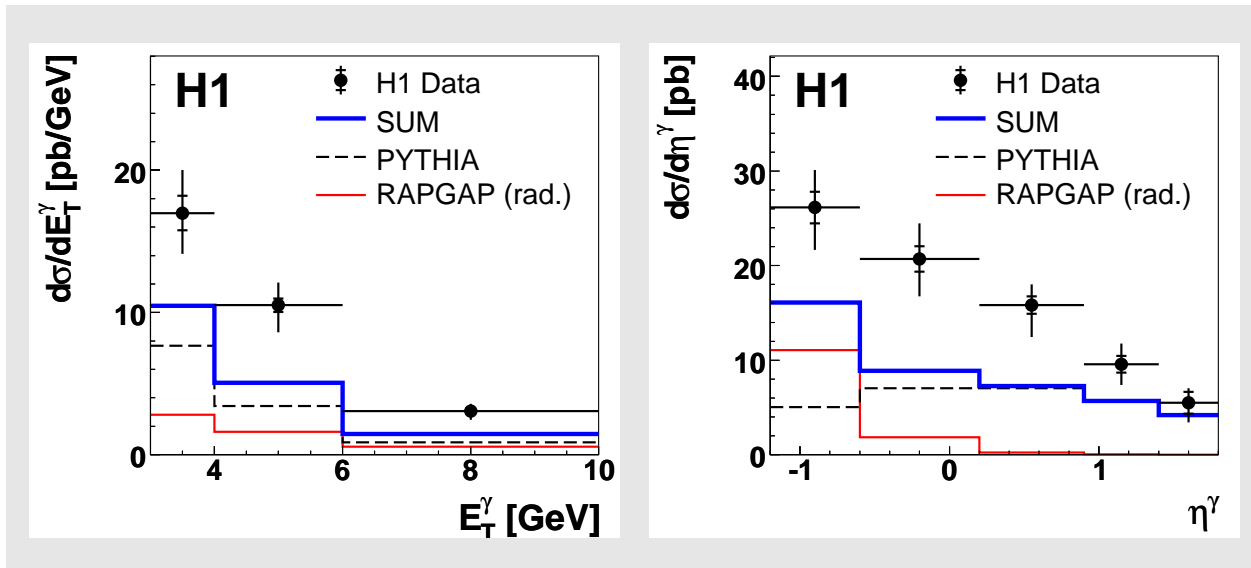 H1
H1 Data
SUM
PYTHIA
RAPGAP (rad.)
dσ/dE_T^γ [pb/GeV]
20
10
0
4 6 8 10
E_T^γ [GeV]
H1
H1 Data
SUM
PYTHIA
RAPGAP (rad.)
dσ/dη^γ [pb]
40
30
20
10
0
-1 0 1
η^γ